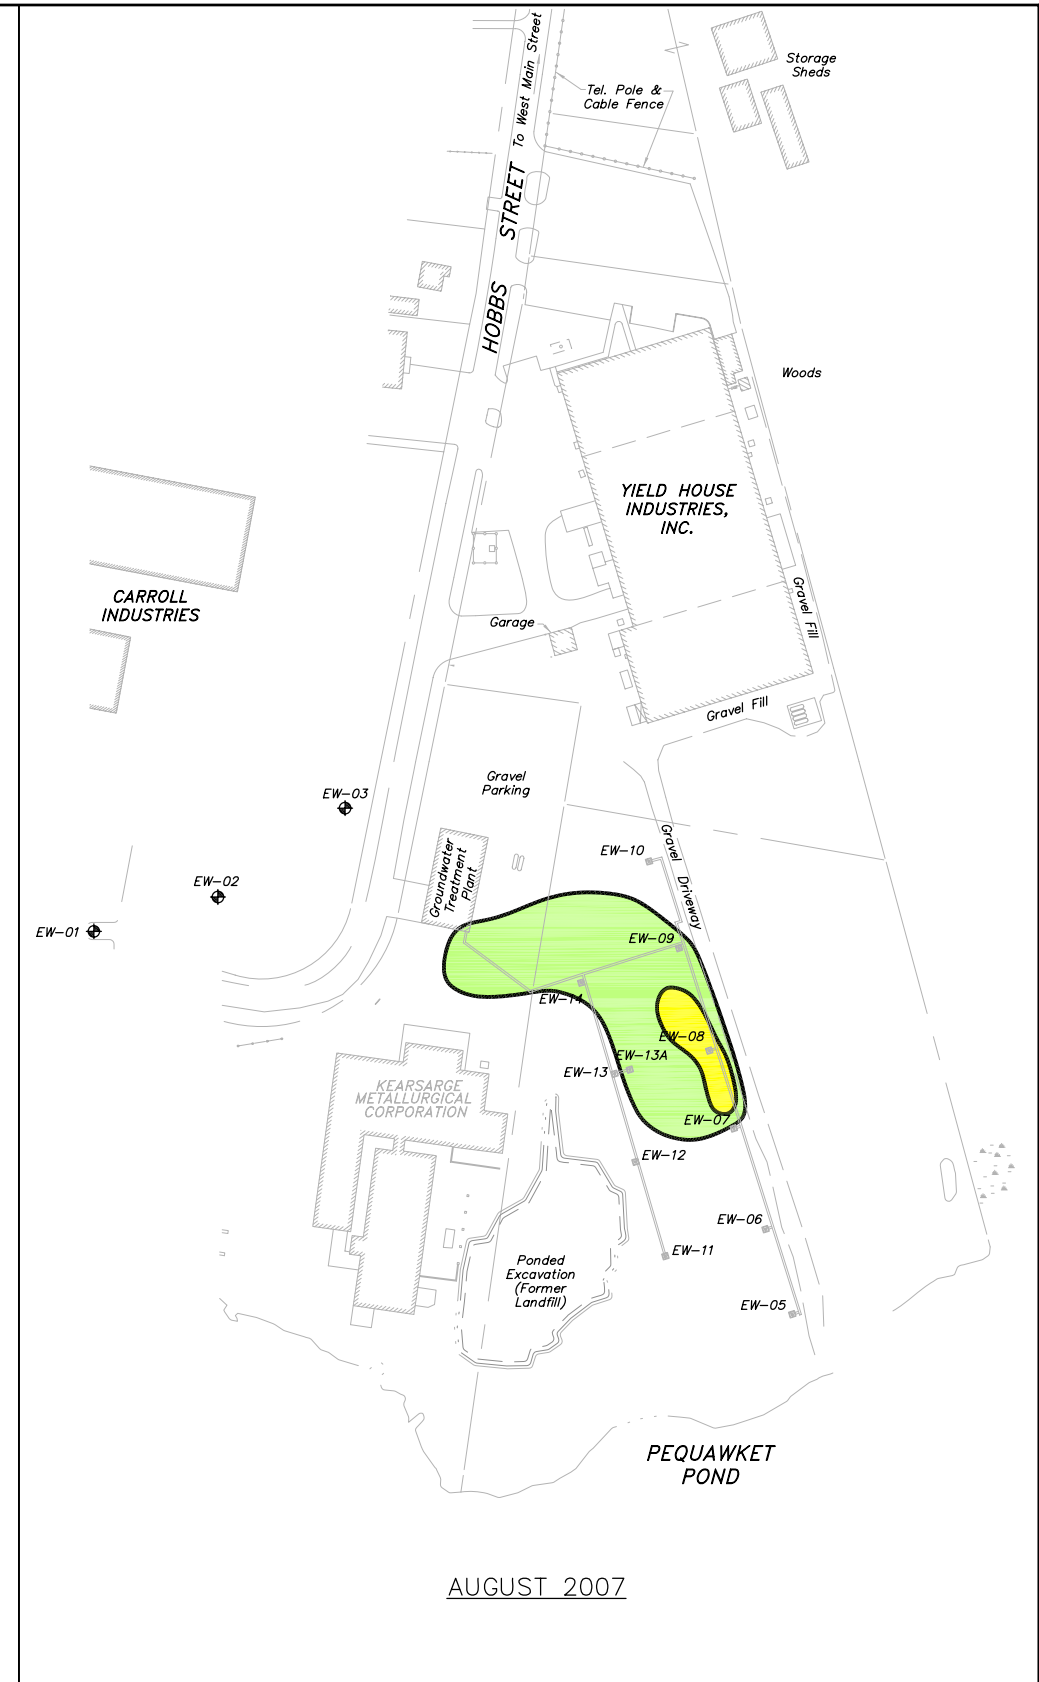 Storage
Sheds
Tel. Pole &
Cable Fence
HOBBS STREET To West Main Street
Woods
YIELD HOUSE
INDUSTRIES,
INC.
CARROLL
INDUSTRIES
Gravel Fill
Garage
Gravel Fill
Gravel
Parking
EW-03
Groundwater
Treatment
Plant
Gravel Driveway
EW-10
EW-02
EW-01
EW-09
EW-14
EW-08
EW-13A
EW-13
KEARSARGE
METALLURGICAL
CORPORATION
EW-07
EW-12
EW-06
EW-11
Ponded
Excavation
(Former
Landfill)
EW-05
PEQUAWKET
POND
AUGUST 2007